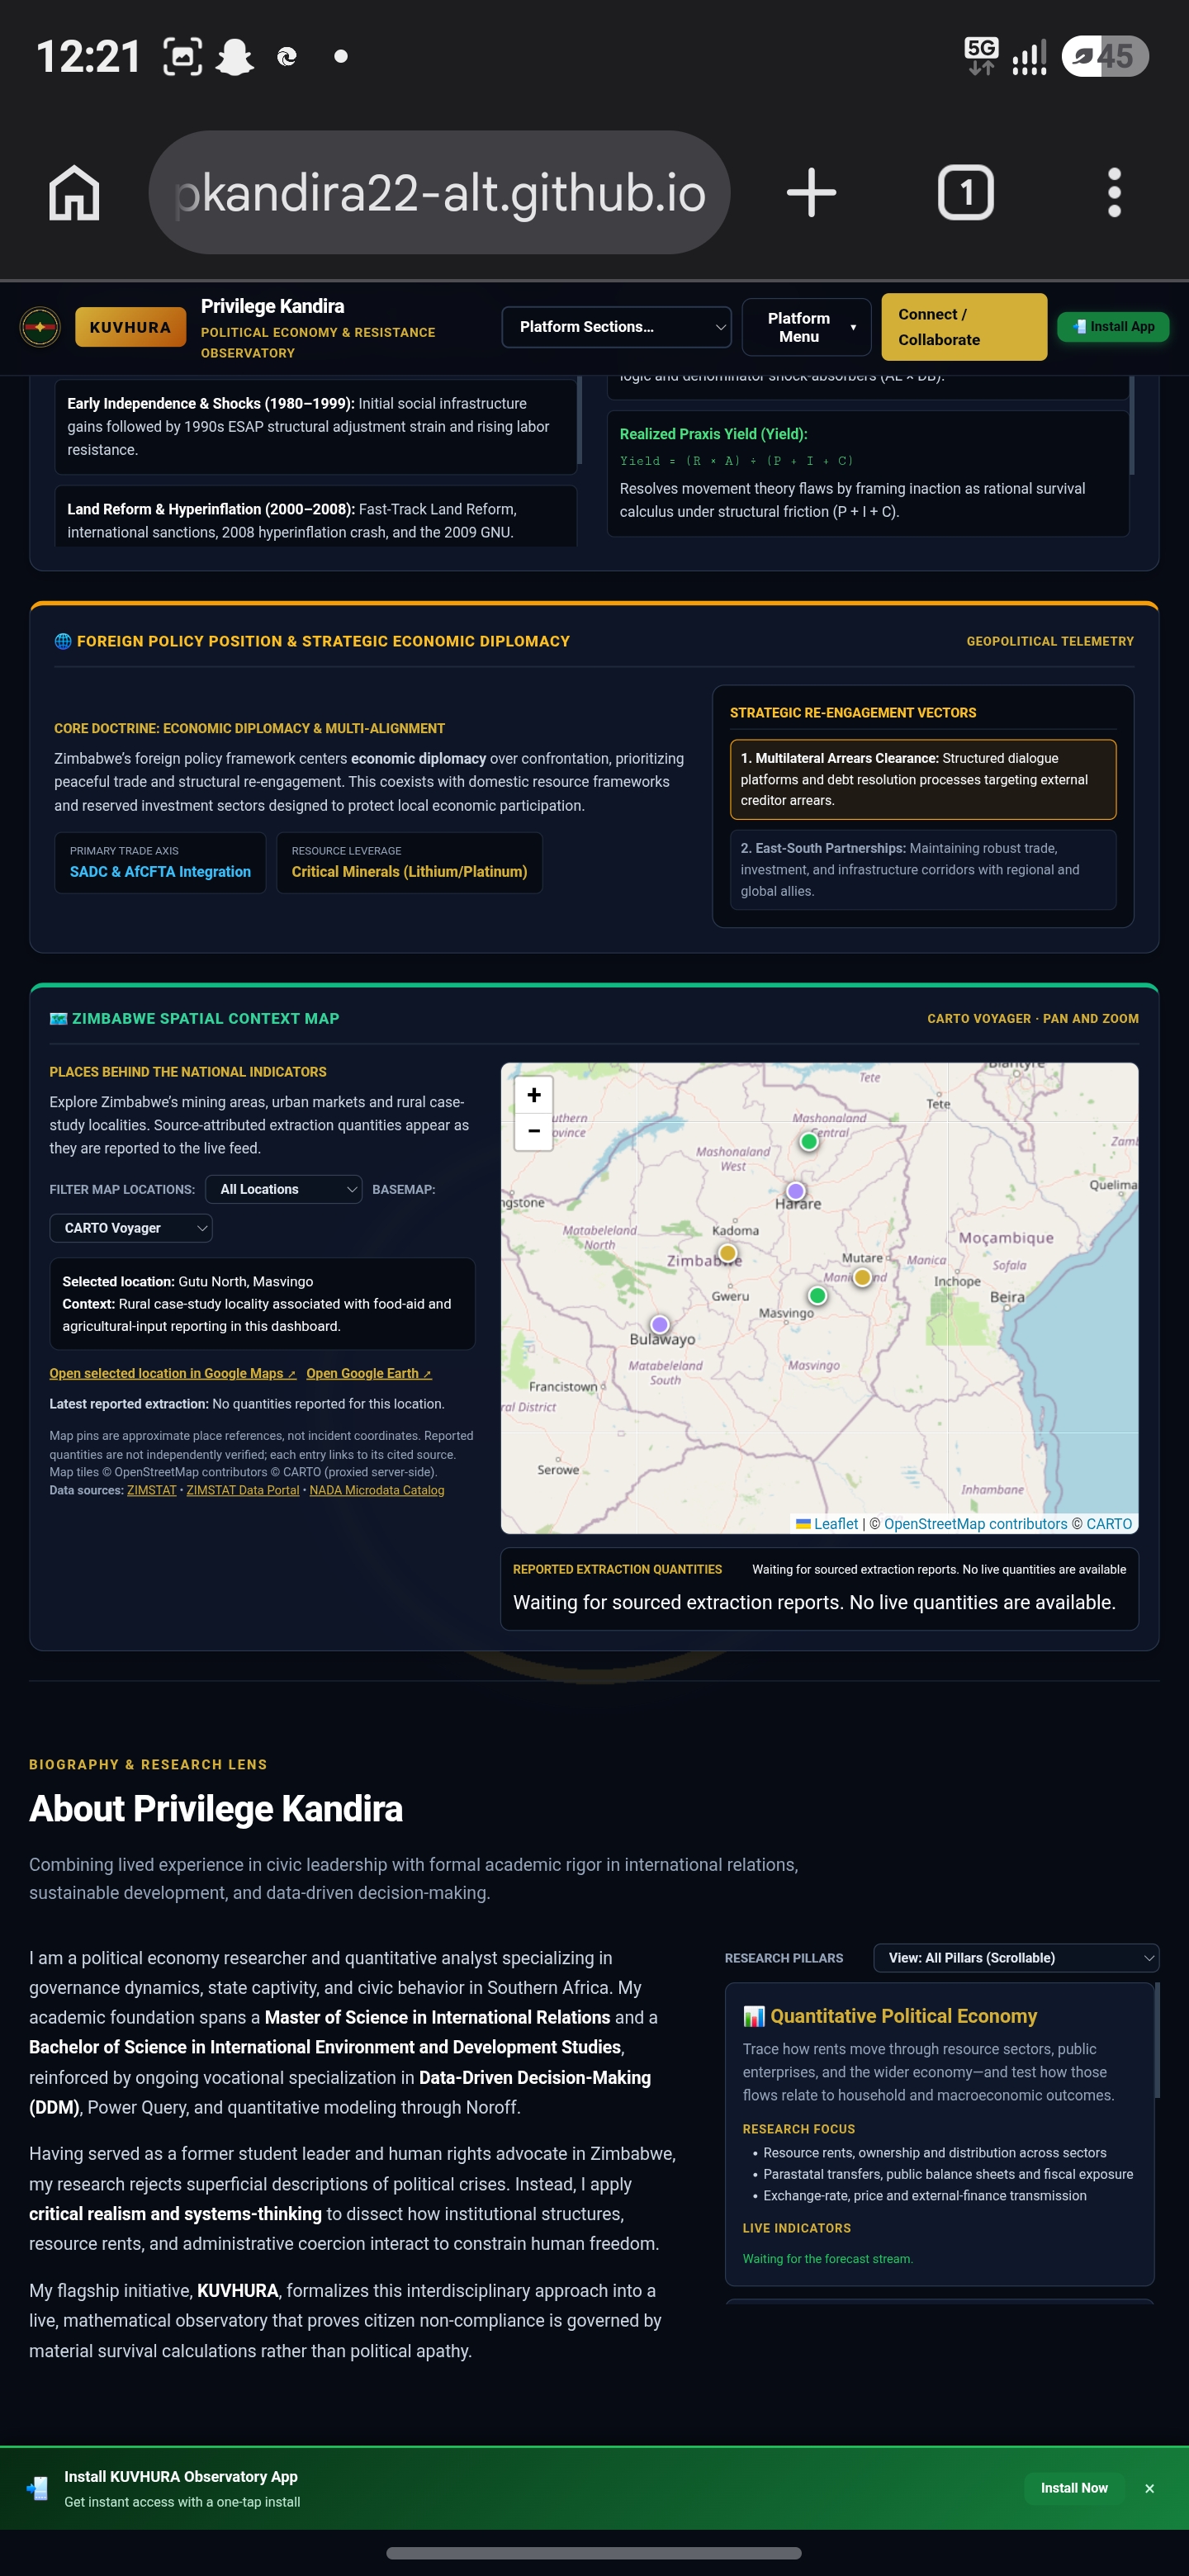 12:21
5G
45
pkandira22-alt.github.io
1
KUVHURA
Privilege Kandira
POLITICAL ECONOMY & RESISTANCE
OBSERVATORY
Platform Sections...
Platform
Menu
Connect /
Collaborate
Install App
Early Independence & Shocks (1980–1999): Initial social infrastructure
gains followed by 1990s ESAP structural adjustment strain and rising labor
resistance.
Land Reform & Hyperinflation (2000–2008): Fast-Track Land Reform,
international sanctions, 2008 hyperinflation crash, and the 2009 GNU.
logic and denominator shock-absorbers (AE × DB).
Realized Praxis Yield (Yield):
Yield = (R × A) ÷ (P + I + C)
Resolves movement theory flaws by framing inaction as rational survival
calculus under structural friction (P + I + C).
FOREIGN POLICY POSITION & STRATEGIC ECONOMIC DIPLOMACY
GEOPOLITICAL TELEMETRY
CORE DOCTRINE: ECONOMIC DIPLOMACY & MULTI-ALIGNMENT
Zimbabwe’s foreign policy framework centers economic diplomacy over confrontation, prioritizing
peaceful trade and structural re-engagement. This coexists with domestic resource frameworks
and reserved investment sectors designed to protect local economic participation.
PRIMARY TRADE AXIS
SADC & AfCFTA Integration
RESOURCE LEVERAGE
Critical Minerals (Lithium/Platinum)
STRATEGIC RE-ENGAGEMENT VECTORS
1. Multilateral Arrears Clearance: Structured dialogue
platforms and debt resolution processes targeting external
creditor arrears.
2. East-South Partnerships: Maintaining robust trade,
investment, and infrastructure corridors with regional and
global allies.
ZIMBABWE SPATIAL CONTEXT MAP
CARTO VOYAGER · PAN AND ZOOM
PLACES BEHIND THE NATIONAL INDICATORS
Explore Zimbabwe’s mining areas, urban markets and rural case-
study localities. Source-attributed extraction quantities appear as
they are reported to the live feed.
FILTER MAP LOCATIONS:
All Locations
BASEMAP:
CARTO Voyager
Selected location: Gutu North, Masvingo
Context: Rural case-study locality associated with food-aid and
agricultural-input reporting in this dashboard.
Open selected location in Google Maps ↗ Open Google Earth ↗
Latest reported extraction: No quantities reported for this location.
Map pins are approximate place references, not incident coordinates. Reported
quantities are not independently verified; each entry links to its cited source.
Map tiles © OpenStreetMap contributors © CARTO (proxied server-side).
Data sources: ZIMSTAT • ZIMSTAT Data Portal • NADA Microdata Catalog
+
−
Blantyre
Tete
Tete
uthern
ovince
Mashonaland
Central
Mashonaland
West
Zamb
Quelima
ngstone
Harare
Matabeleland
North
Kadoma
Moçambique
Zimbabwe
Mutare
Manica
Sofala
Manicaland
Inchope
Gweru
Beira
Masvingo
Bulawayo
Matabeleland
South
Masvingo
Francistown
ral District
Serowe
Inhambane
Leaflet | © OpenStreetMap contributors © CARTO
REPORTED EXTRACTION QUANTITIES
Waiting for sourced extraction reports. No live quantities are available
Waiting for sourced extraction reports. No live quantities are available.
BIOGRAPHY & RESEARCH LENS
About Privilege Kandira
Combining lived experience in civic leadership with formal academic rigor in international relations,
sustainable development, and data-driven decision-making.
I am a political economy researcher and quantitative analyst specializing in
governance dynamics, state captivity, and civic behavior in Southern Africa. My
academic foundation spans a Master of Science in International Relations and a
Bachelor of Science in International Environment and Development Studies,
reinforced by ongoing vocational specialization in Data-Driven Decision-Making
(DDM), Power Query, and quantitative modeling through Noroff.
Having served as a former student leader and human rights advocate in Zimbabwe,
my research rejects superficial descriptions of political crises. Instead, I apply
critical realism and systems-thinking to dissect how institutional structures,
resource rents, and administrative coercion interact to constrain human freedom.
My flagship initiative, KUVHURA, formalizes this interdisciplinary approach into a
live, mathematical observatory that proves citizen non-compliance is governed by
material survival calculations rather than political apathy.
RESEARCH PILLARS
View: All Pillars (Scrollable)
Quantitative Political Economy
Trace how rents move through resource sectors, public
enterprises, and the wider economy—and test how those
flows relate to household and macroeconomic outcomes.
RESEARCH FOCUS
• Resource rents, ownership and distribution across sectors
• Parastatal transfers, public balance sheets and fiscal exposure
• Exchange-rate, price and external-finance transmission
LIVE INDICATORS
Waiting for the forecast stream.
Install KUVHURA Observatory App
Get instant access with a one-tap install
Install Now
×